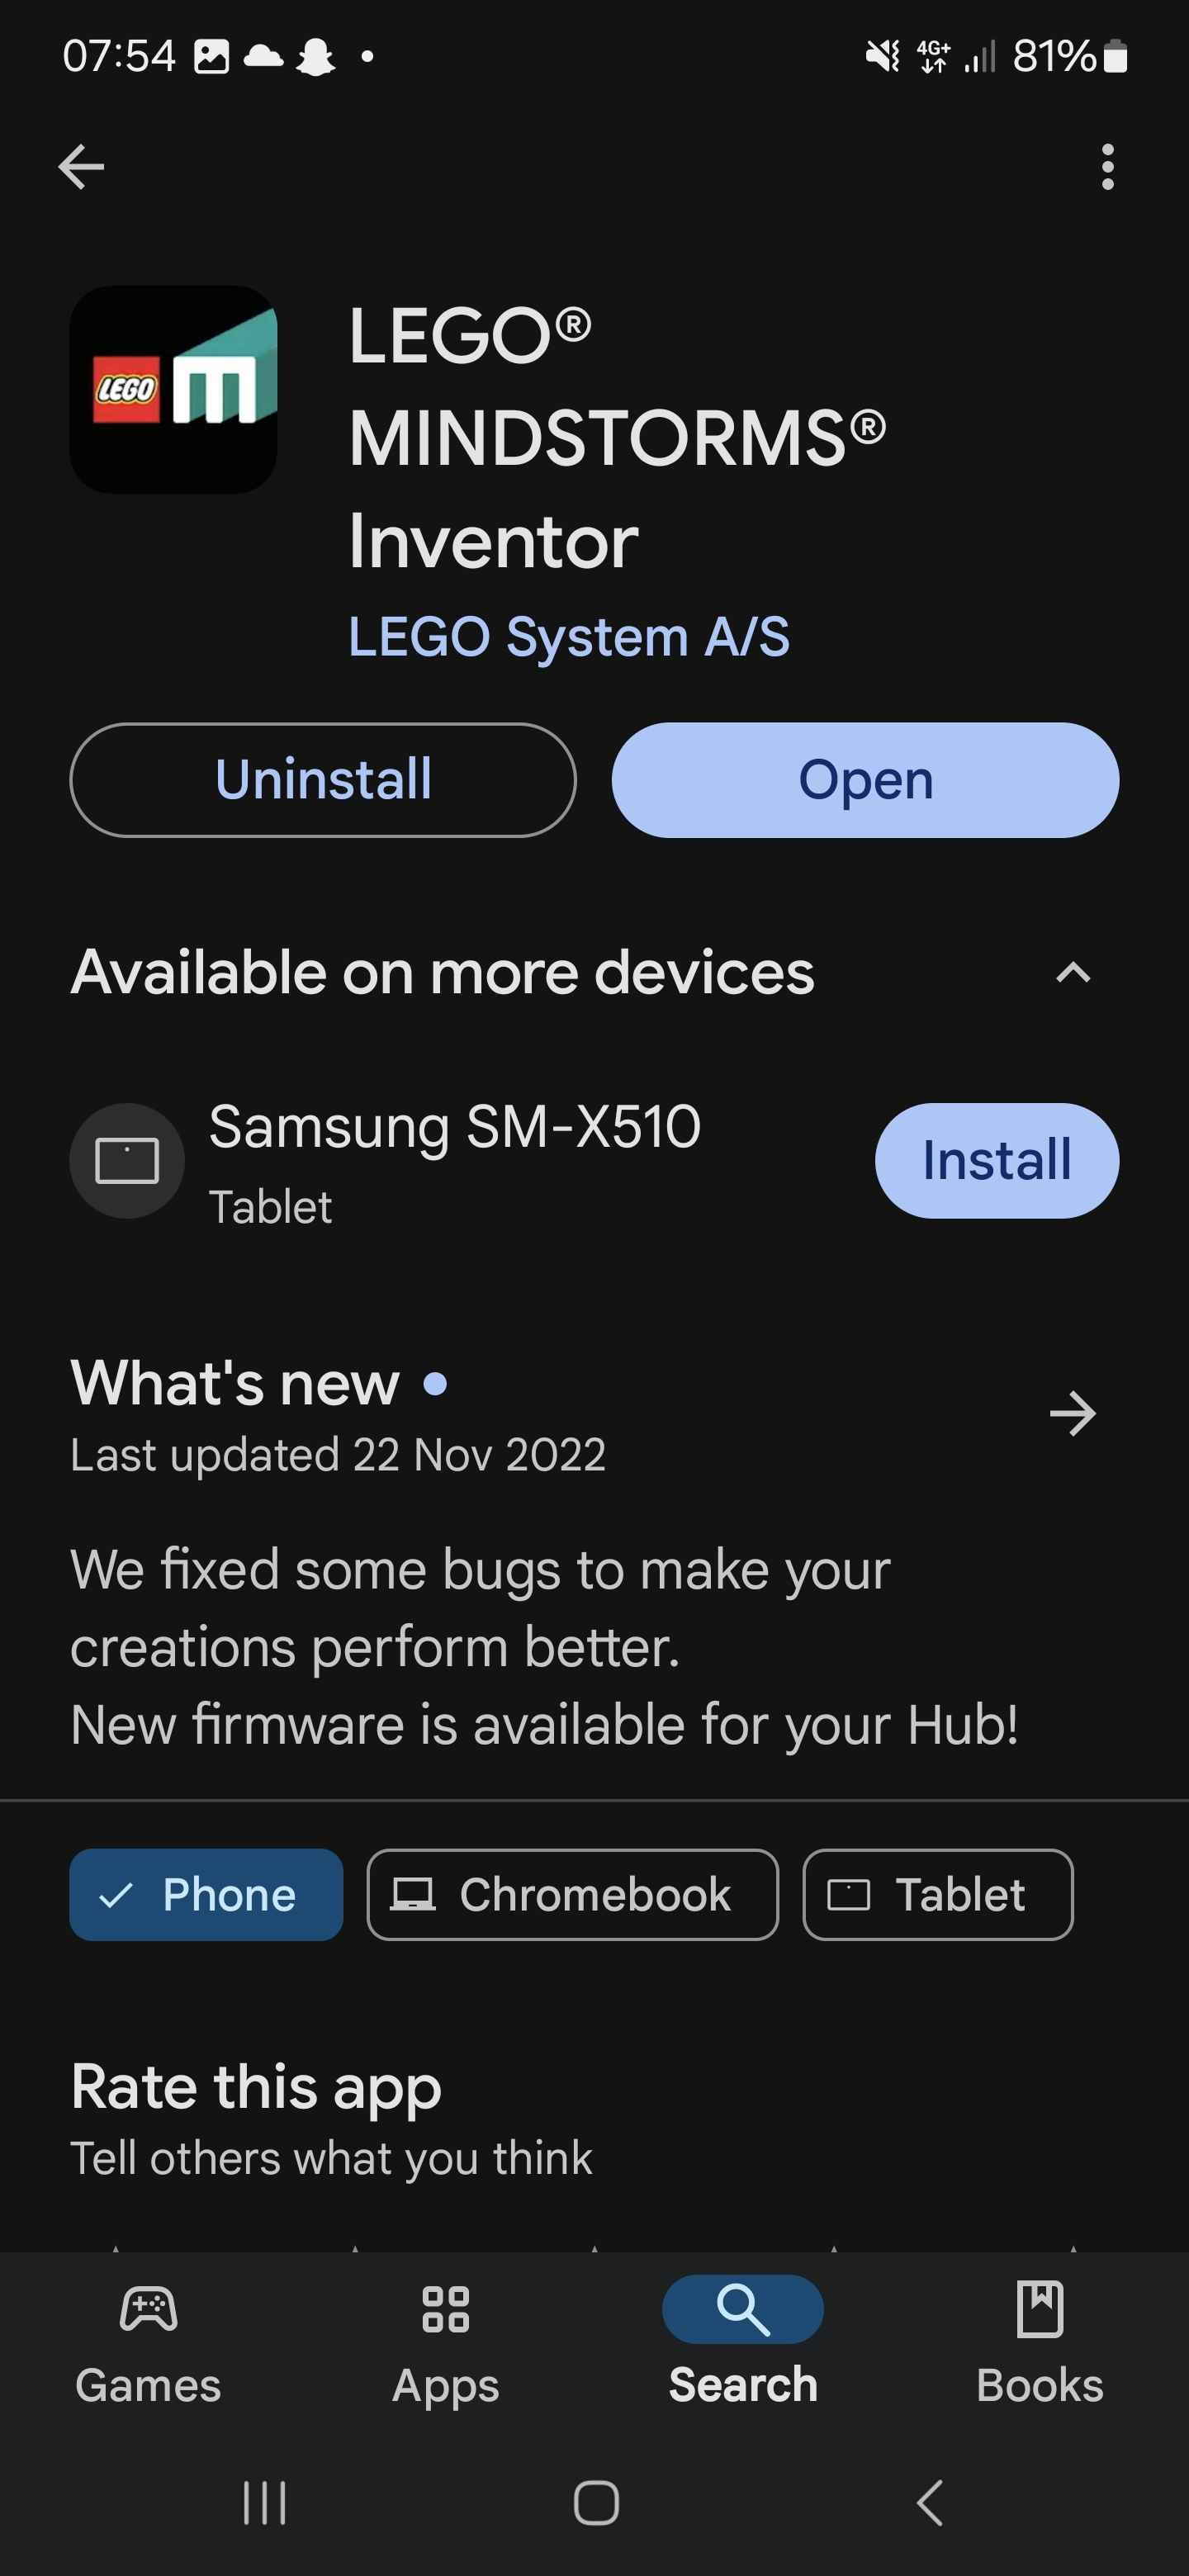 07:54
4G+
81%
LEGO
m
LEGO®
MINDSTORMS®
Inventor
LEGO System A/S
Uninstall
Open
Available on more devices
Samsung SM-X510
Tablet
Install
What's new
Last updated 22 Nov 2022
We fixed some bugs to make your
creations perform better.
New firmware is available for your Hub!
Phone
Chromebook
Tablet
Rate this app
Tell others what you think
Games
Apps
Search
Books